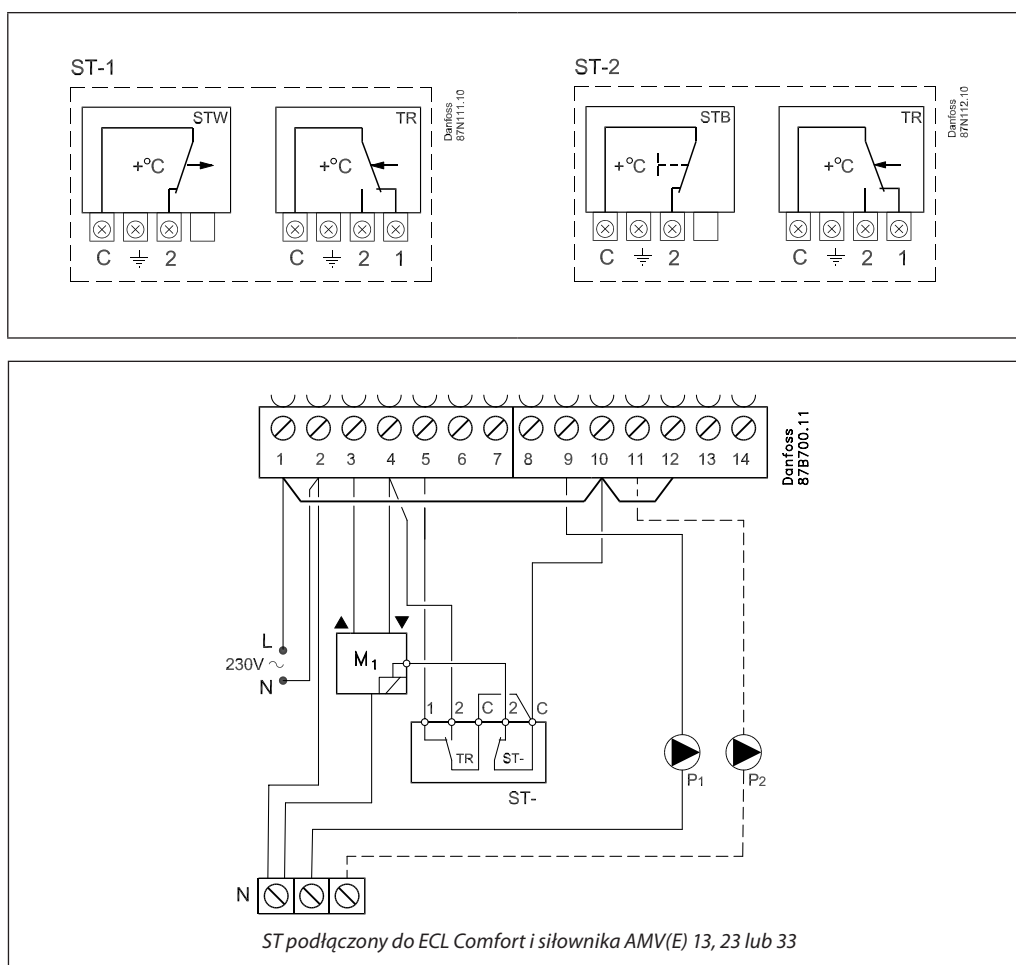 ST-1
ST-2
STW
TR
Danfoss
87N111.10
STB
TR
Danfoss
87N112.10
+°C
+°C
+°C
+°C
C 2
C 2 1
C 2
C 2 1
1 2 3 4 5 6 7 8 9 10 11 12 13 14
Danfoss
87B700.11
L
230V ~
N
M1
1 2 C 2 C
TR ST-
ST-
P1
P2
N
ST podłączony do ECL Comfort i siłownika AMV(E) 13, 23 lub 33